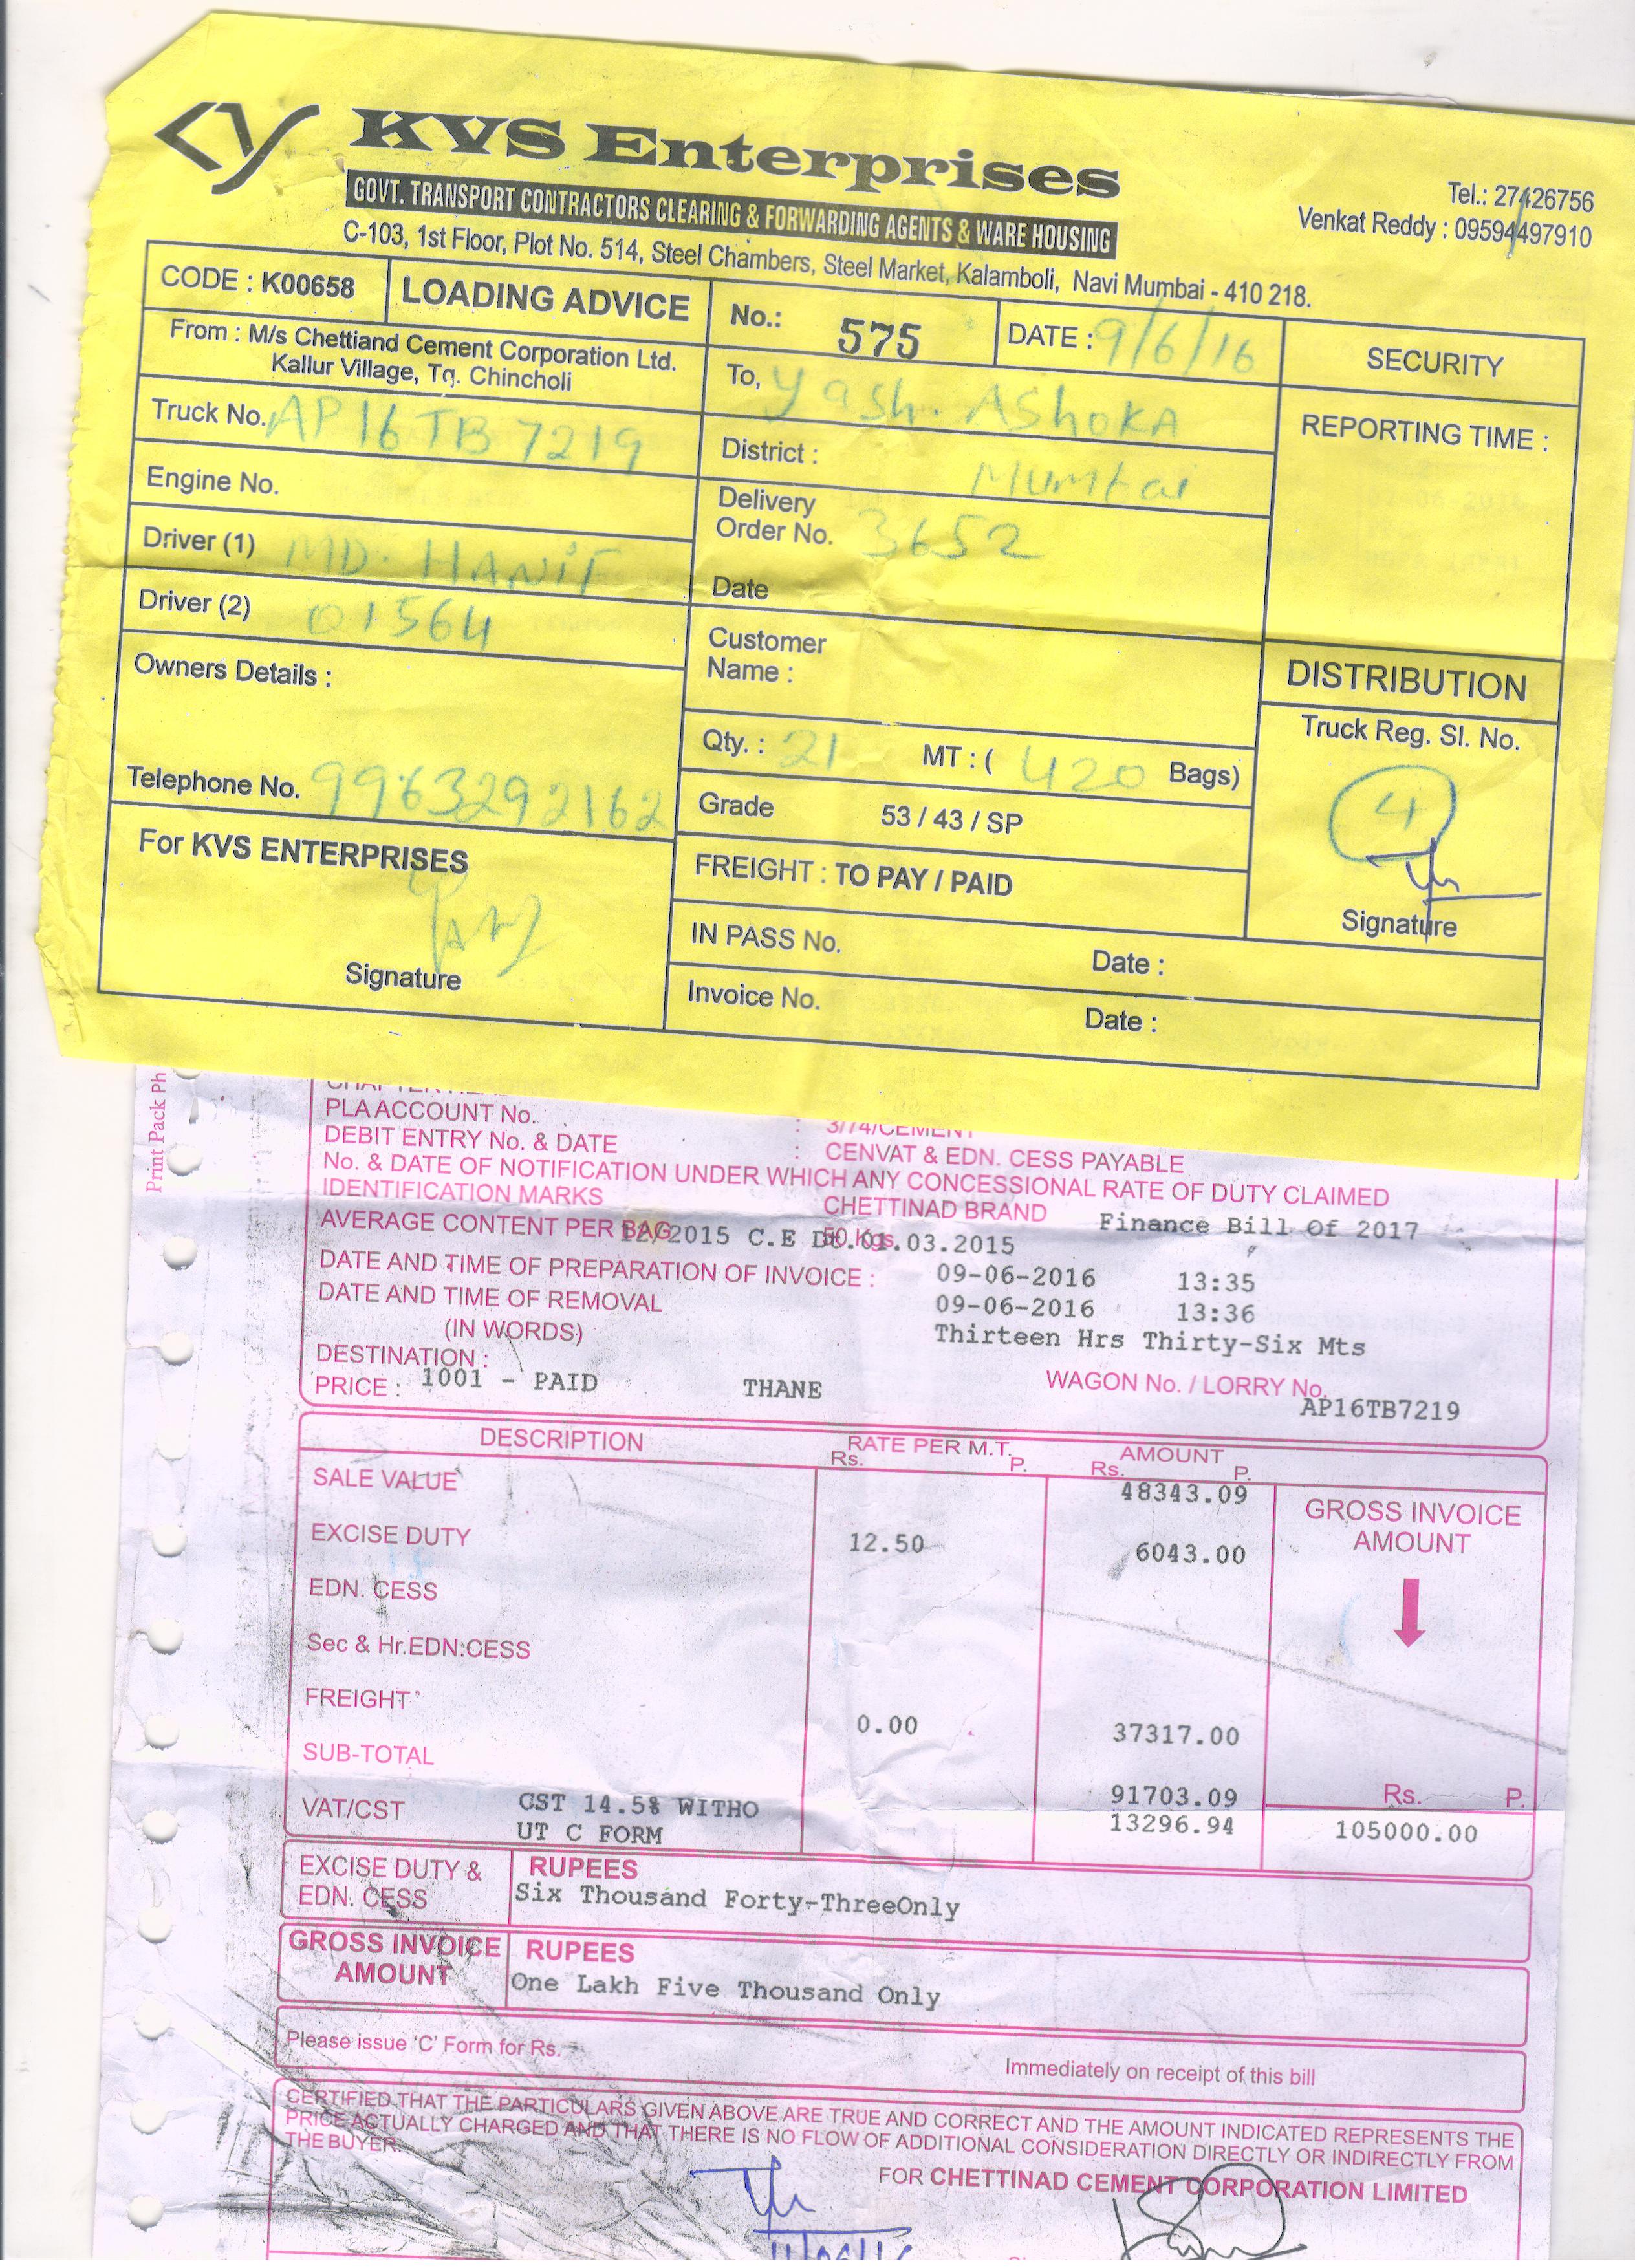 KVS Enterprises
GOVT. TRANSPORT CONTRACTORS CLEARING & FORWARDING AGENTS & WARE HOUSING
Tel.: 27426756
Venkat Reddy : 09594497910
C-103, 1st Floor, Plot No. 514, Steel Chambers, Steel Market, Kalamboli, Navi Mumbai - 410 218.
CODE : K00658
LOADING ADVICE
No.: 575
DATE : 9/6/16
SECURITY
From : M/s Chettiand Cement Corporation Ltd.
Kallur Village, Tq. Chincholi
To, Yash. ASHOKA
REPORTING TIME :
Truck No. AP16TB7219
District : Mumbai
Engine No.
Delivery
Order No. 3652
Date
Driver (1) MD. HANiF
Driver (2) 01564
Customer
Name :
Owners Details :
DISTRIBUTION
Truck Reg. Sl. No.
4
Signature
Telephone No. 9963292162
Qty. : 21 MT : ( 420 Bags)
Grade 53 / 43 / SP
For KVS ENTERPRISES
Signature
FREIGHT : TO PAY / PAID
IN PASS No. Date :
Invoice No. Date :
Print Pack Ph
PLA ACCOUNT No. : 3/74/CEMENT
DEBIT ENTRY No. & DATE : CENVAT & EDN. CESS PAYABLE
No. & DATE OF NOTIFICATION UNDER WHICH ANY CONCESSIONAL RATE OF DUTY CLAIMED
IDENTIFICATION MARKS CHETTINAD BRAND Finance Bill Of 2017
AVERAGE CONTENT PER BAG 50 Kgs.
12/2015 C.E Dt.01.03.2015
DATE AND TIME OF PREPARATION OF INVOICE : 09-06-2016 13:35
DATE AND TIME OF REMOVAL 09-06-2016 13:36
(IN WORDS) Thirteen Hrs Thirty-Six Mts
DESTINATION :
PRICE : 1001 - PAID THANE WAGON No. / LORRY No. AP16TB7219
DESCRIPTION RATE PER M.T. AMOUNT
Rs. P. Rs. P.
SALE VALUE 48343.09
GROSS INVOICE
AMOUNT
EXCISE DUTY 12.50 6043.00
EDN. CESS
Sec & Hr.EDN:CESS
FREIGHT 0.00 37317.00
SUB-TOTAL 91703.09 Rs. P.
VAT/CST CST 14.5% WITHO 13296.94 105000.00
UT C FORM
EXCISE DUTY & RUPEES
EDN. CESS Six Thousand Forty-ThreeOnly
GROSS INVOICE RUPEES
AMOUNT One Lakh Five Thousand Only
Please issue 'C' Form for Rs. Immediately on receipt of this bill
CERTIFIED THAT THE PARTICULARS GIVEN ABOVE ARE TRUE AND CORRECT AND THE AMOUNT INDICATED REPRESENTS THE
PRICE ACTUALLY CHARGED AND THAT THERE IS NO FLOW OF ADDITIONAL CONSIDERATION DIRECTLY OR INDIRECTLY FROM
THE BUYER.
FOR CHETTINAD CEMENT CORPORATION LIMITED